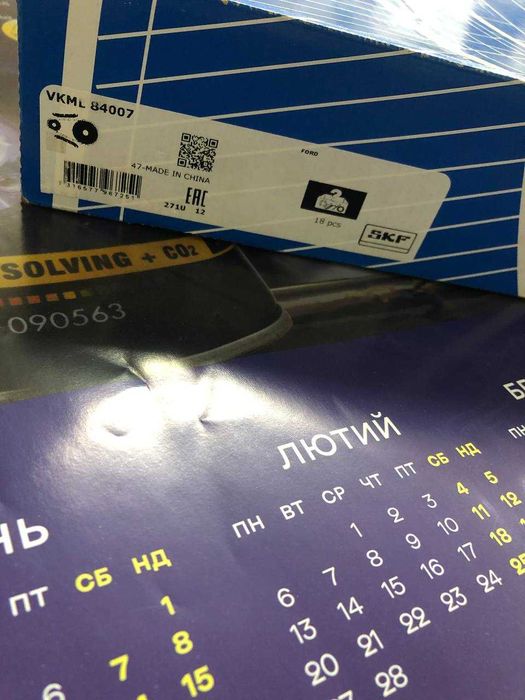 VKML 84007
FORD
47-MADE IN CHINA
EAC
271U 12
18 pcs
SKF
SOLVING + CO2
-090563
НЬ
ПТ СБ НД
1
7 8
15
ЛЮТИЙ
ПН ВТ СР ЧТ ПТ СБ НД
1 2 3 4 5
6 7 8 9 10 11 12
13 14 15 16 17 18
20 21 22 23 24 25
27 28